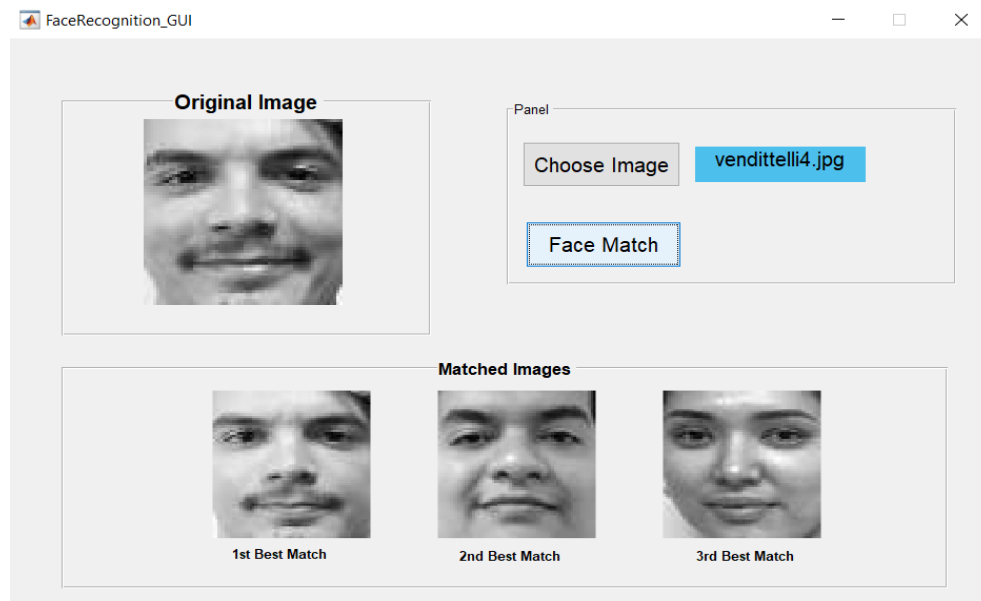 FaceRecognition_GUI
Original Image
Panel
Choose Image
vendittelli4.jpg
Face Match
Matched Images
1st Best Match
2nd Best Match
3rd Best Match